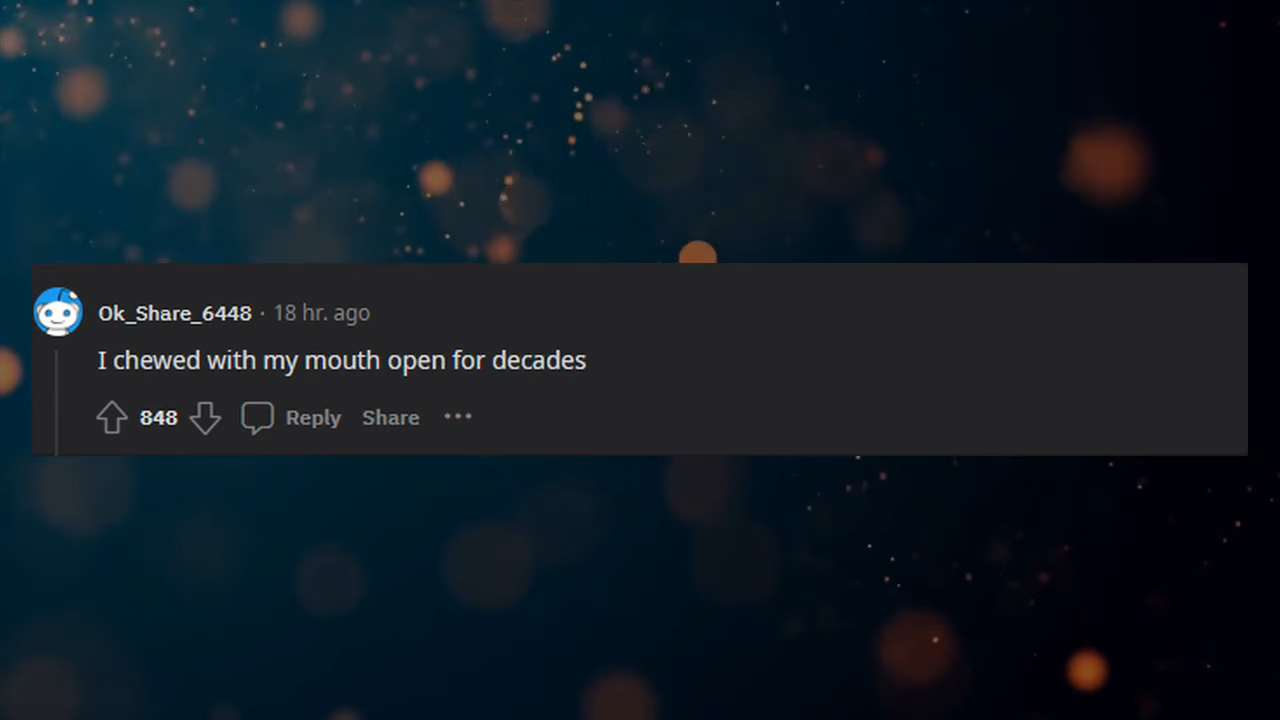 Ok_Share_6448 · 18 hr. ago
I chewed with my mouth open for decades
848 Reply Share ···